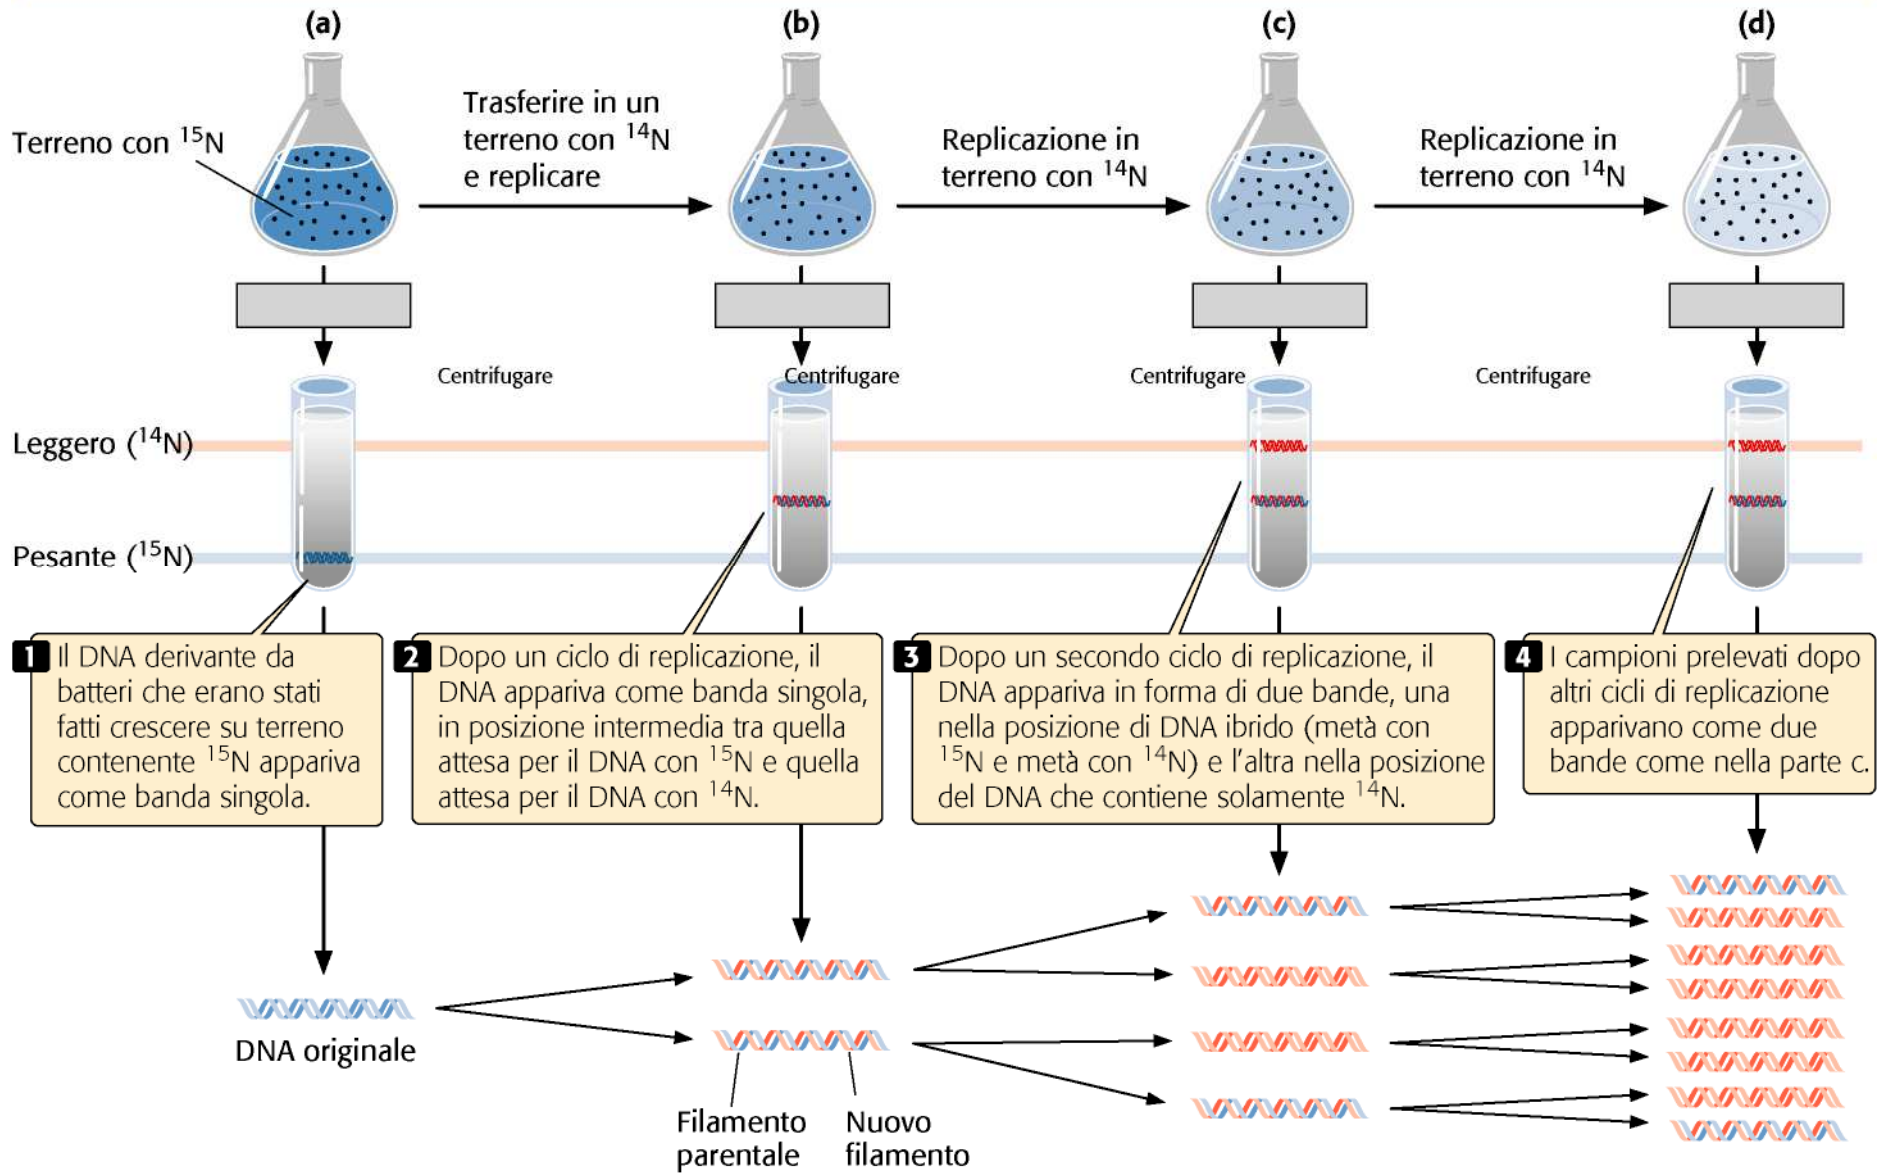 (a)
(b)
(c)
(d)
Terreno con ¹⁵N
Trasferire in un
terreno con ¹⁴N
e replicare
Replicazione in
terreno con ¹⁴N
Replicazione in
terreno con ¹⁴N
Centrifugare
Centrifugare
Centrifugare
Centrifugare
Leggero (¹⁴N)
Pesante (¹⁵N)
1 Il DNA derivante da
batteri che erano stati
fatti crescere su terreno
contenente ¹⁵N appariva
come banda singola.
2 Dopo un ciclo di replicazione, il
DNA appariva come banda singola,
in posizione intermedia tra quella
attesa per il DNA con ¹⁵N e quella
attesa per il DNA con ¹⁴N.
3 Dopo un secondo ciclo di replicazione, il
DNA appariva in forma di due bande, una
nella posizione di DNA ibrido (metà con
¹⁵N e metà con ¹⁴N) e l'altra nella posizione
del DNA che contiene solamente ¹⁴N.
4 I campioni prelevati dopo
altri cicli di replicazione
apparivano come due
bande come nella parte c.
DNA originale
Filamento
parentale
Nuovo
filamento